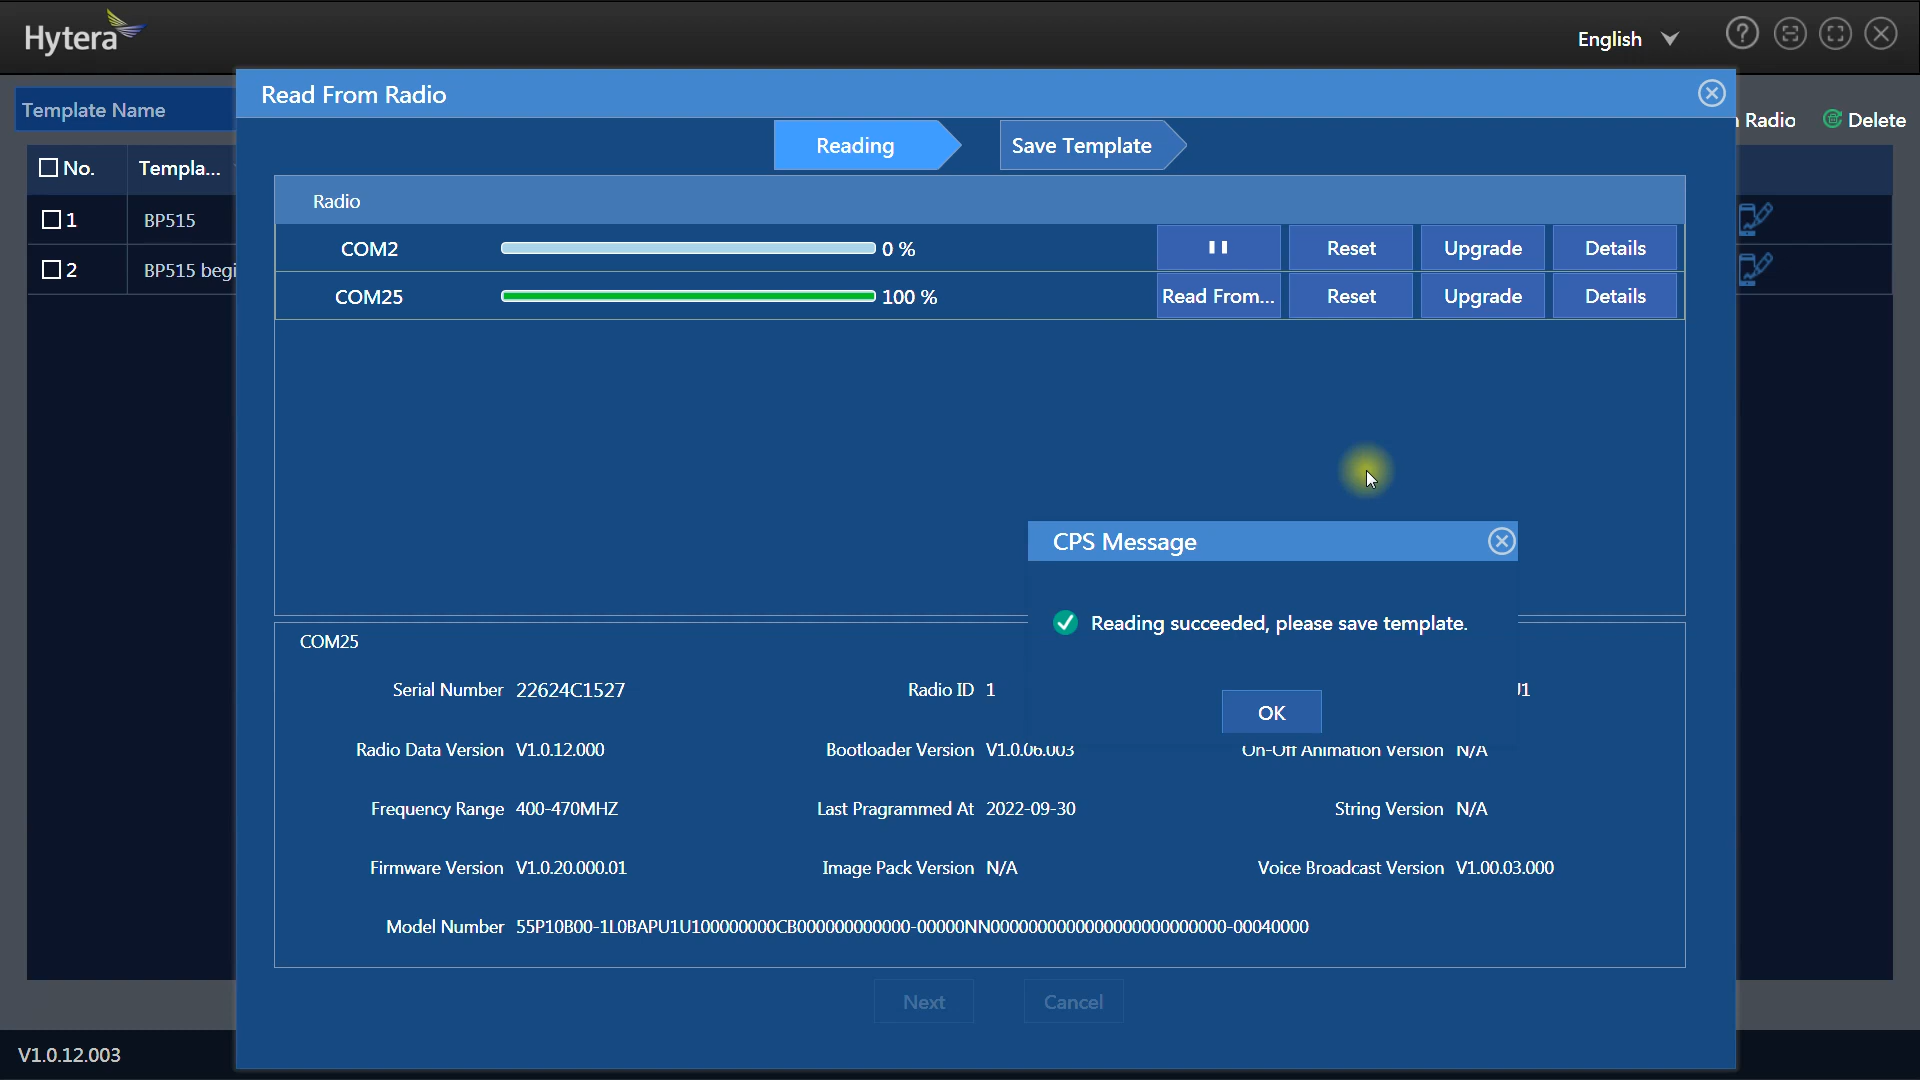 Hytera
English
Template Name
Read From Radio
Radio
Delete
Reading
Save Template
No.
Templa...
Radio
1
BP515
COM2
0 %
Reset
Upgrade
Details
2
BP515 begi
COM25
100 %
Read From...
Reset
Upgrade
Details
CPS Message
Reading succeeded, please save template.
OK
COM25
Serial Number 22624C1527
Radio ID 1
Radio Data Version V1.0.12.000
Bootloader Version V1.0.06.003
On-Off Animation Version N/A
Frequency Range 400-470MHZ
Last Pragrammed At 2022-09-30
String Version N/A
Firmware Version V1.0.20.000.01
Image Pack Version N/A
Voice Broadcast Version V1.00.03.000
Model Number 55P10B00-1L0BAPU1U100000000CB000000000000-00000NN0000000000000000000000000-00040000
Next
Cancel
V1.0.12.003